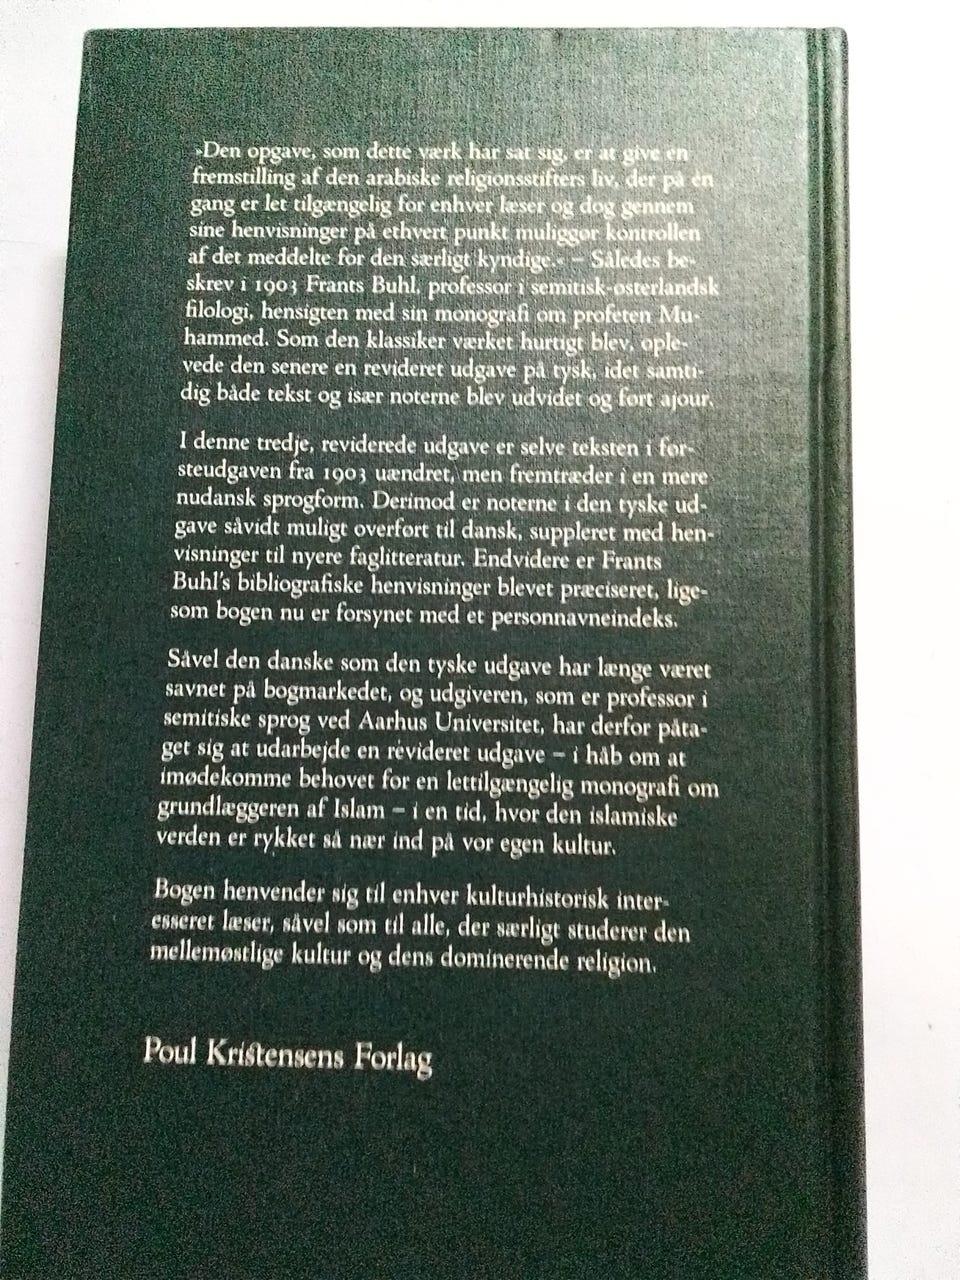 »Den opgave, som dette værk har sat sig, er at give en
fremstilling af den arabiske religionsstifters liv, der på én
gang er let tilgængelig for enhver læser og dog gennem
sine henvisninger på ethvert punkt muliggør kontrollen
af det meddelte for den særligt kyndige.« – Således be-
skrev i 1903 Frants Buhl, professor i semitisk-østerlandsk
filologi, hensigten med sin monografi om profeten Mu-
hammed. Som den klassiker værket hurtigt blev, ople-
vede den senere en revideret udgave på tysk, idet samti-
dig både tekst og især noterne blev udvidet og ført ajour.
I denne tredje, reviderede udgave er selve teksten i før-
steudgaven fra 1903 uændret, men fremtræder i en mere
nudansk sprogform. Derimod er noterne i den tyske ud-
gave såvidt muligt overført til dansk, suppleret med hen-
visninger til nyere faglitteratur. Endvidere er Frants
Buhl's bibliografiske henvisninger blevet præciseret, lige-
som bogen nu er forsynet med et personnavneindeks.
Såvel den danske som den tyske udgave har længe været
savnet på bogmarkedet, og udgiveren, som er professor i
semitiske sprog ved Aarhus Universitet, har derfor påta-
get sig at udarbejde en revideret udgave – i håb om at
imødekomme behovet for en lettilgængelig monografi om
grundlæggeren af Islam – i en tid, hvor den islamiske
verden er rykket så nær ind på vor egen kultur.
Bogen henvender sig til enhver kulturhistorisk inter-
esseret læser, såvel som til alle, der særligt studerer den
mellemøstlige kultur og dens dominerende religion.
Poul Kristensens Forlag